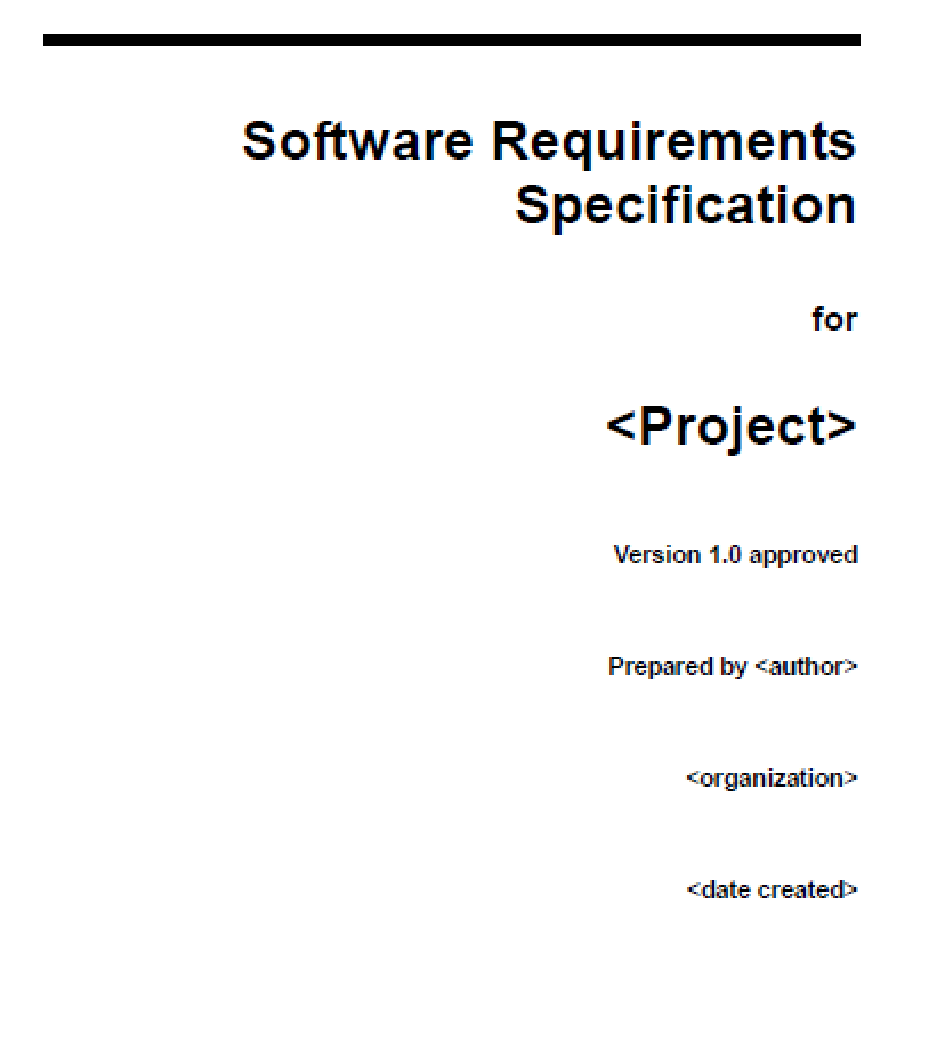 Software Requirements
Specification
for
<Project>
Version 1.0 approved
Prepared by <author>
<organization>
<date created>